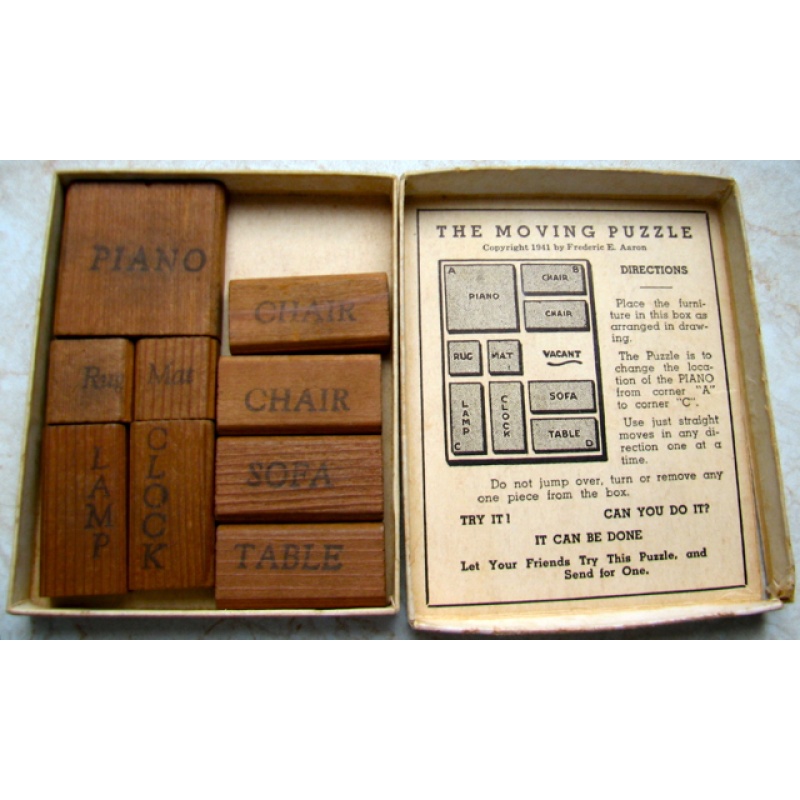 PIANO
CHAIR
CHAIR
Rug Mat
SOFA
LAMP
CLOCK
TABLE
THE MOVING PUZZLE
Copyright 1941 by Frederic E. Aaron
A
B
PIANO
CHAIR
CHAIR
RUG
MAT
VACANT
LAMP
CLOCK
SOFA
TABLE
C
D
DIRECTIONS
Place the furni-
ture in this box as
arranged in draw-
ing.
The Puzzle is to
change the loca-
tion of the PIANO
from corner "A"
to corner "C".
Use just straight
moves in any di-
rection one at a
time.
Do not jump over, turn or remove any
one piece from the box.
TRY IT! CAN YOU DO IT?
IT CAN BE DONE
Let Your Friends Try This Puzzle, and
Send for One.